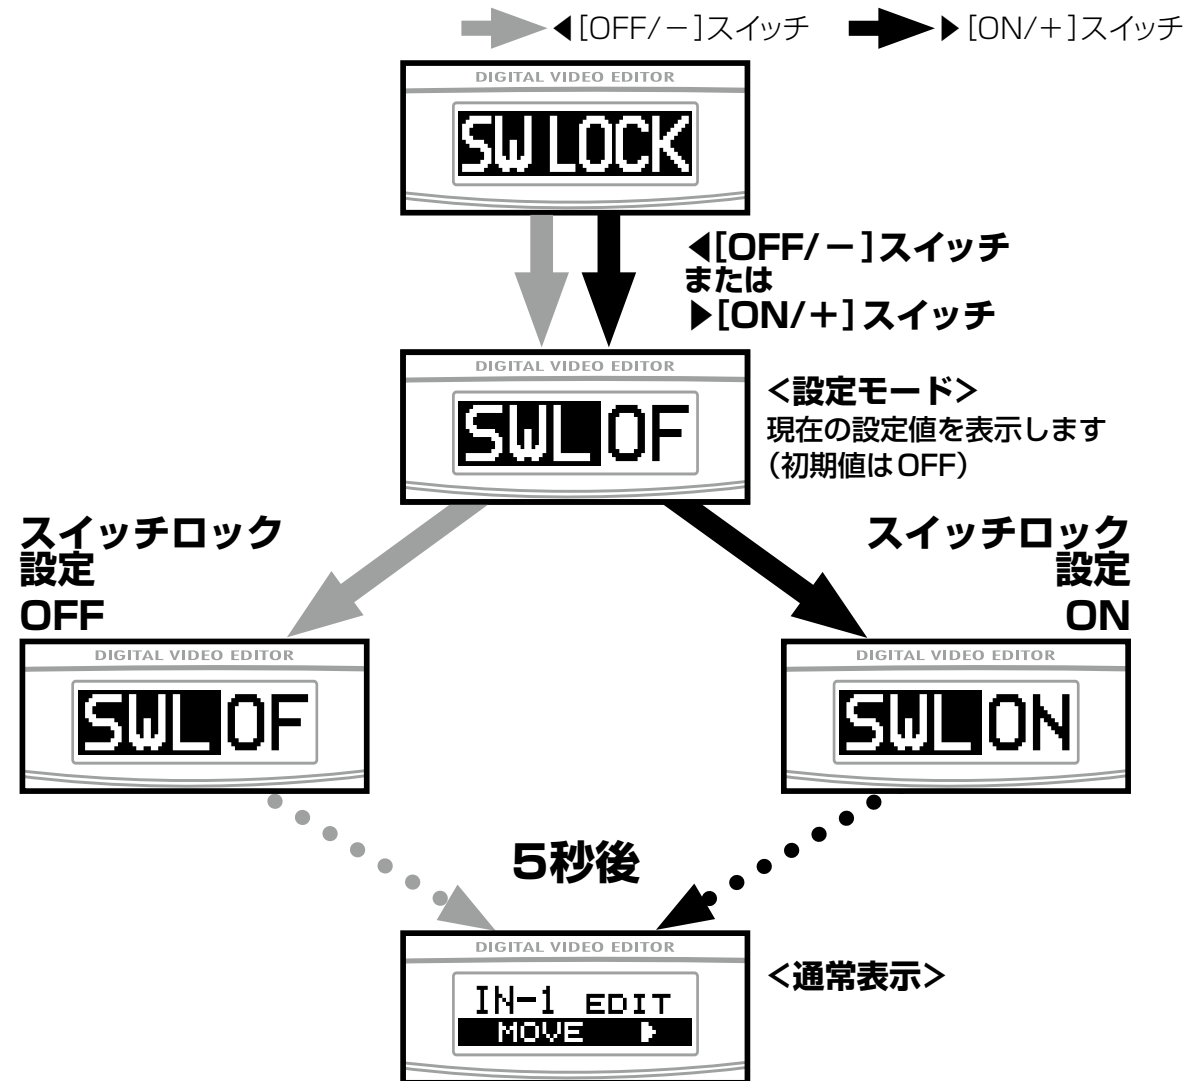 ◀[OFF/－]スイッチ ▶[ON/＋]スイッチ
DIGITAL VIDEO EDITOR
SW LOCK
◀[OFF/－]スイッチ
または
▶[ON/＋]スイッチ
DIGITAL VIDEO EDITOR
SWL OF
＜設定モード＞
現在の設定値を表示します
（初期値はOFF）
スイッチロック
設定
OFF
スイッチロック
設定
ON
DIGITAL VIDEO EDITOR
SWL OF
DIGITAL VIDEO EDITOR
SWL ON
5秒後
DIGITAL VIDEO EDITOR
IN-1 EDIT
MOVE ▶
＜通常表示＞